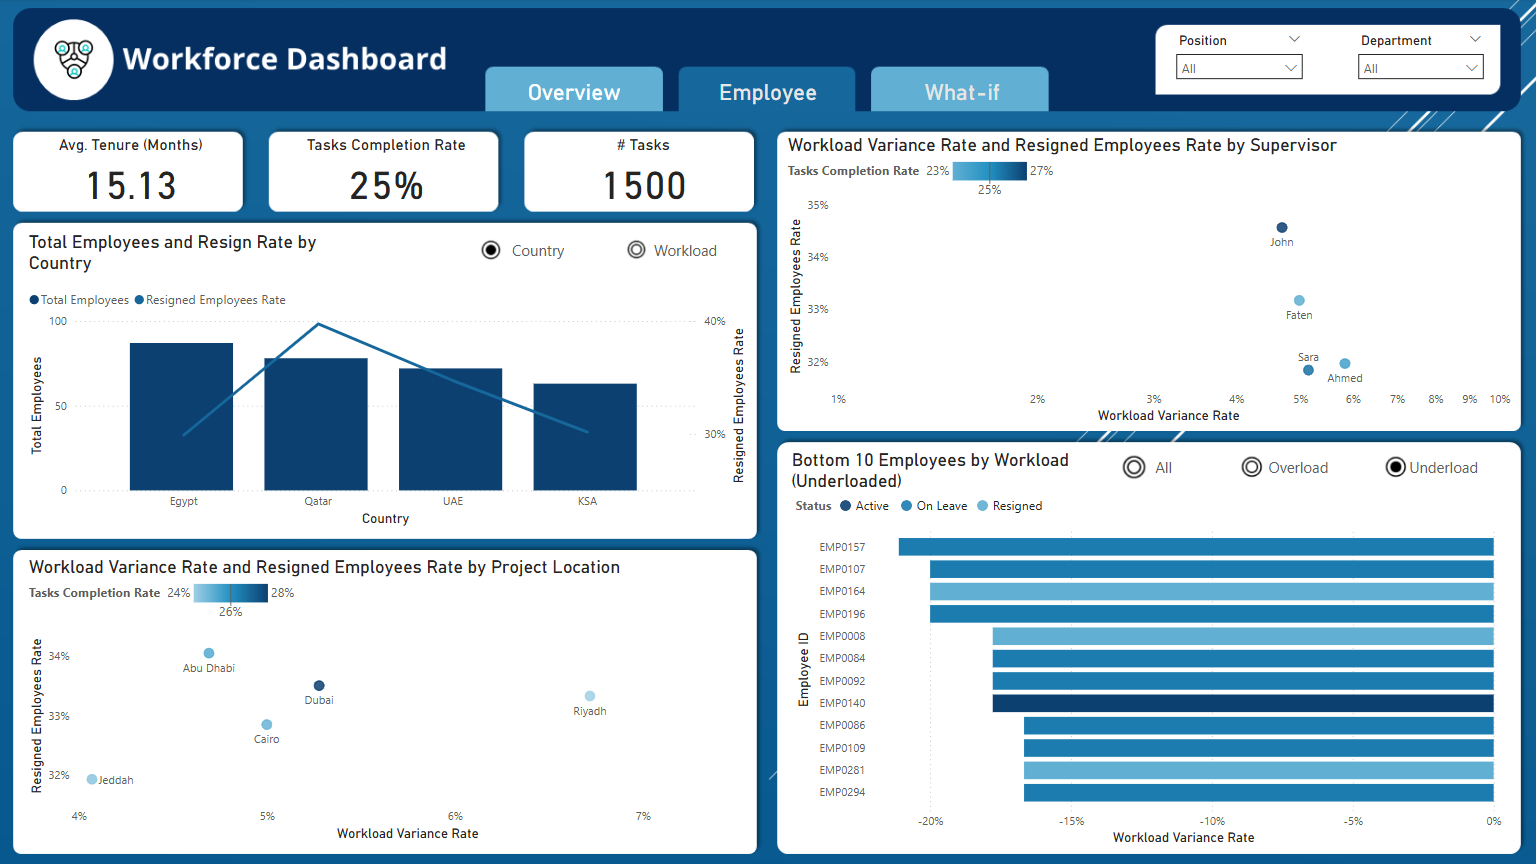 Workforce Dashboard
Overview
Employee
What-if
Position
All
Department
All
Avg. Tenure (Months)
15.13
Tasks Completion Rate
25%
# Tasks
1500
Total Employees and Resign Rate by
Country
Country
Workload
Total Employees
Resigned Employees Rate
Total Employees
100
50
0
40%
30%
Resigned Employees Rate
Egypt
Qatar
UAE
KSA
Country
Workload Variance Rate and Resigned Employees Rate by Project Location
Tasks Completion Rate 24% 28%
26%
Resigned Employees Rate
34%
33%
32%
Abu Dhabi
Dubai
Riyadh
Cairo
Jeddah
4%
5%
6%
7%
Workload Variance Rate
Workload Variance Rate and Resigned Employees Rate by Supervisor
Tasks Completion Rate 23% 27%
25%
Resigned Employees Rate
35%
34%
33%
32%
John
Faten
Sara
Ahmed
1%
2%
3%
4%
5%
6%
7%
8%
9%
10%
Workload Variance Rate
Bottom 10 Employees by Workload
(Underloaded)
All
Overload
Underload
Status Active On Leave Resigned
Employee ID
EMP0157
EMP0107
EMP0164
EMP0196
EMP0008
EMP0084
EMP0092
EMP0140
EMP0086
EMP0109
EMP0281
EMP0294
-20%
-15%
-10%
-5%
0%
Workload Variance Rate